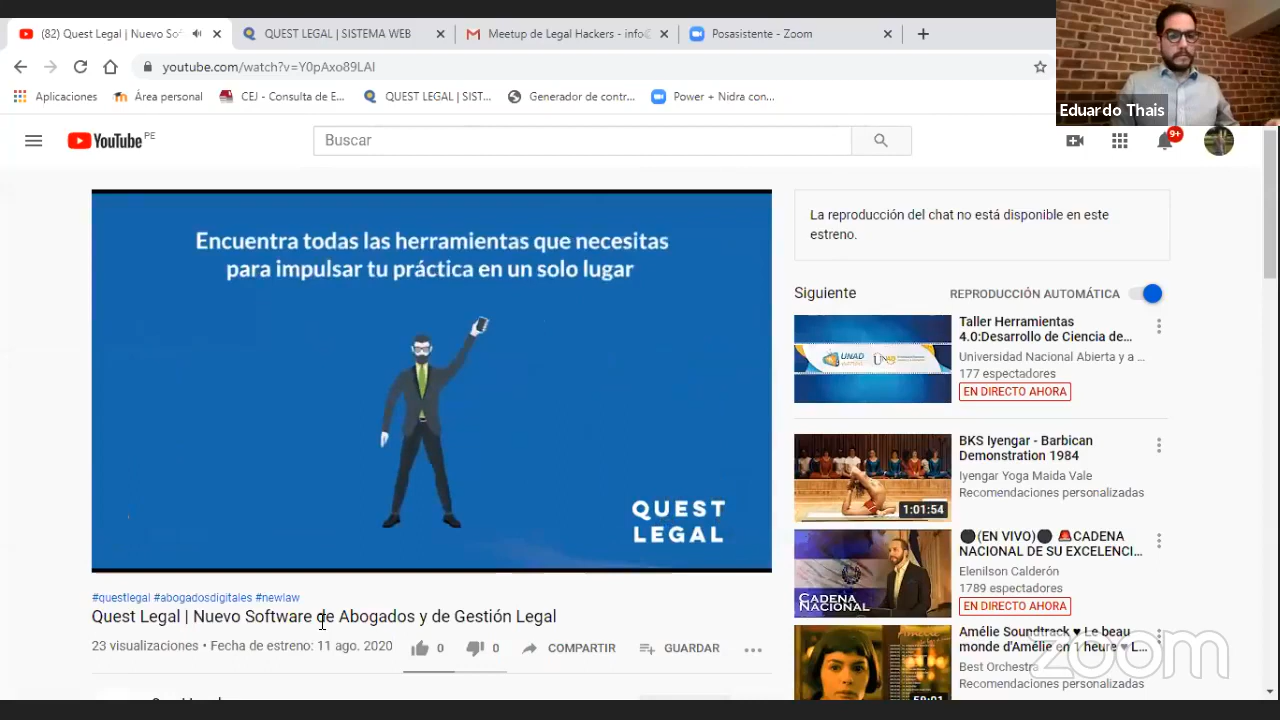 (82) Quest Legal | Nuevo Sof
QUEST LEGAL | SISTEMA WEB
Meetup de Legal Hackers - info@
Posasistente - Zoom
youtube.com/watch?v=Y0pAxo89LAI
Aplicaciones
Área personal
CEJ - Consulta de E...
QUEST LEGAL | SIST...
Generador de contr...
Power + Nidra con...
Eduardo Thais
YouTube PE
Buscar
9+
Encuentra todas las herramientas que necesitas
para impulsar tu práctica en un solo lugar
QUEST
LEGAL
#questlegal #abogadosdigitales #newlaw
Quest Legal | Nuevo Software de Abogados y de Gestión Legal
23 visualizaciones • Fecha de estreno: 11 ago. 2020
0
0
COMPARTIR
GUARDAR
La reproducción del chat no está disponible en este
estreno.
Siguiente
REPRODUCCIÓN AUTOMÁTICA
UNAD
Taller Herramientas
4.0:Desarrollo de Ciencia de...
Universidad Nacional Abierta y a ...
177 espectadores
EN DIRECTO AHORA
1:01:54
BKS Iyengar - Barbican
Demonstration 1984
Iyengar Yoga Maida Vale
Recomendaciones personalizadas
CADENA
NACIONAL
(EN VIVO) CADENA
NACIONAL DE SU EXCELENCI...
Elenilson Calderón
1789 espectadores
EN DIRECTO AHORA
Amélie Soundtrack ♥ Le beau
monde d'Amélie en 1 heure ♥ L...
Best Orchestra
Recomendaciones personalizadas
zoom